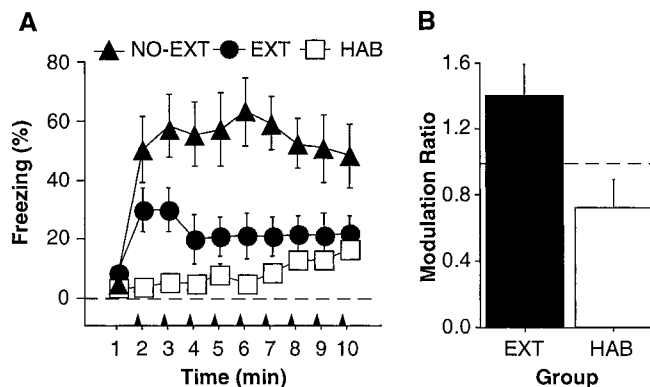 A
NO-EXT EXT HAB
80
60
40
20
0
Freezing (%)
1 2 3 4 5 6 7 8 9 10
Time (min)
B
1.6
1.2
0.8
0.4
0.0
Modulation Ratio
EXT HAB
Group